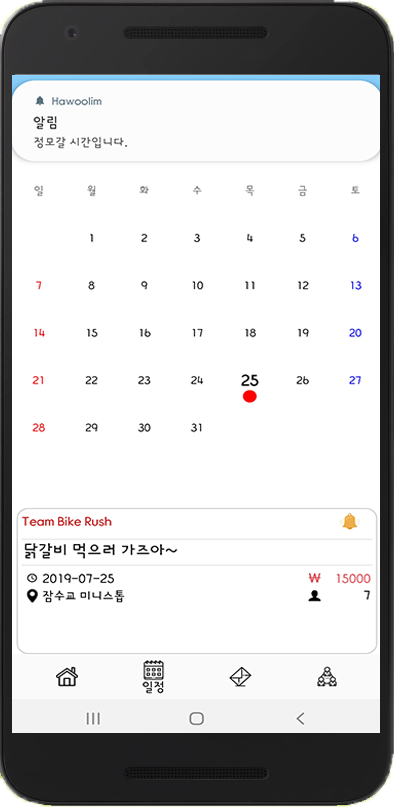 Hawoolim
알림
정모갈 시간입니다.
일 월 화 수 목 금 토
1 2 3 4 5 6
7 8 9 10 11 12 13
14 15 16 17 18 19 20
21 22 23 24 25 26 27
28 29 30 31
Team Bike Rush
닭갈비 먹으러 가즈아~
2019-07-25 ₩ 15000
잠수교 미니스톱 7
일정